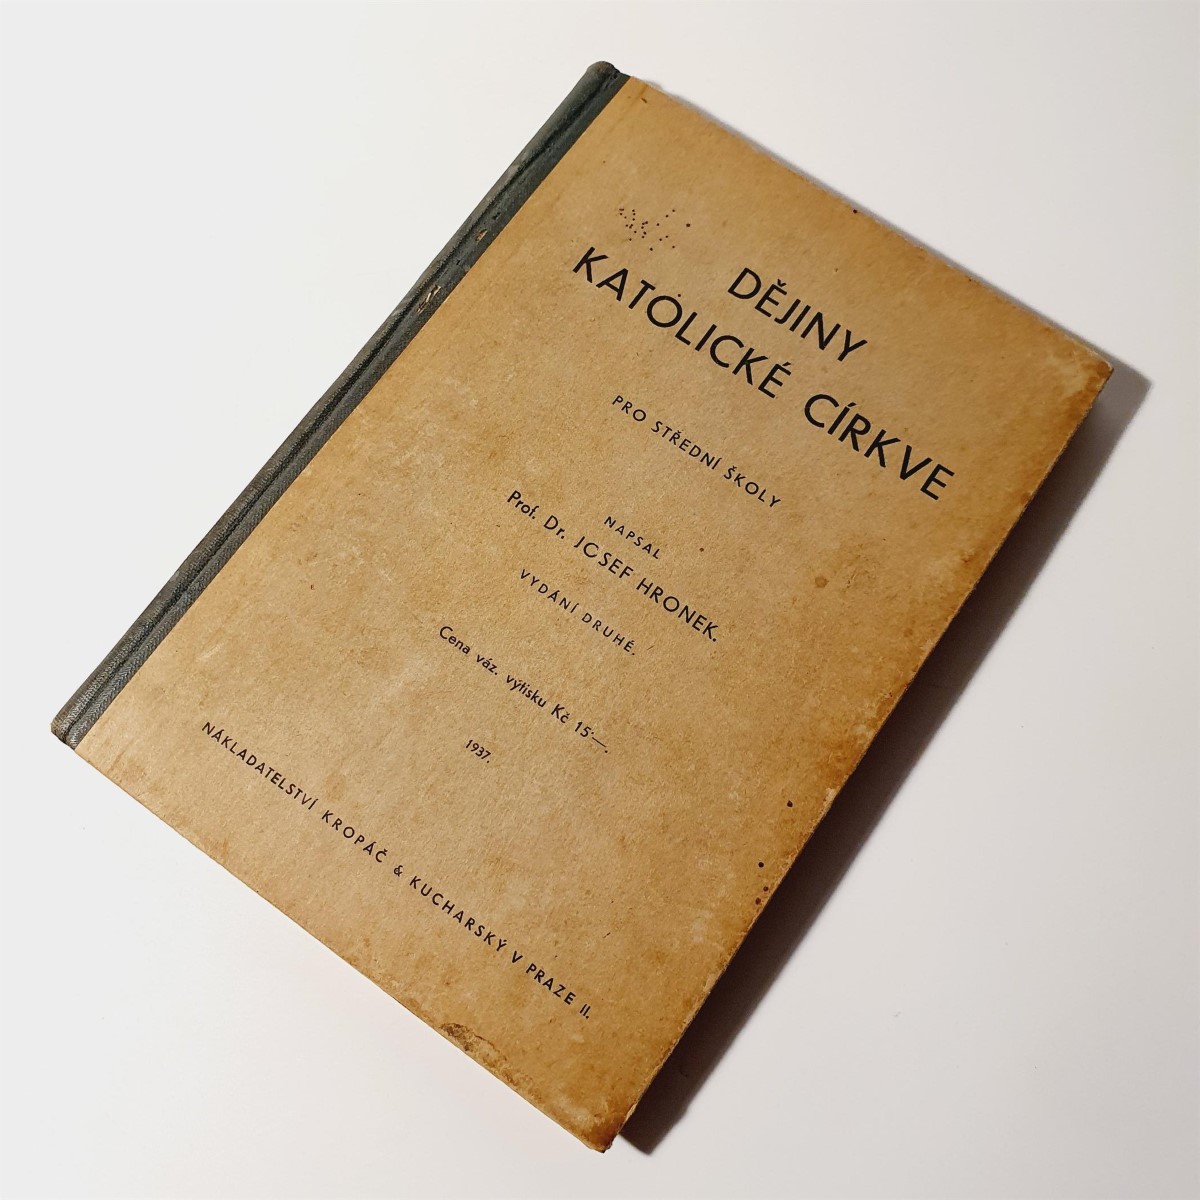 DĚJINY
KATOLICKÉ CÍRKVE
PRO STŘEDNÍ ŠKOLY
NAPSAL
Prof. Dr. JOSEF HRONEK.
VYDÁNÍ DRUHÉ.
Cena váz. výtisku Kč 15·—.
1937.
NÁKLADATELSTVÍ KROPÁČ & KUCHARSKÝ V PRAZE II.